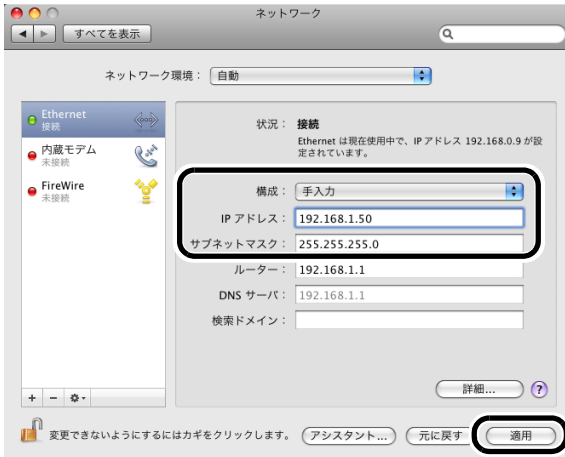 ネットワーク
すべてを表示
ネットワーク環境： 自動
Ethernet
接続
内蔵モデム
未接続
FireWire
未接続
状況： 接続
Ethernet は現在使用中で、IP アドレス 192.168.0.9 が設
定されています。
構成： 手入力
IP アドレス： 192.168.1.50
サブネットマスク： 255.255.255.0
ルーター： 192.168.1.1
DNS サーバ： 192.168.1.1
検索ドメイン：
詳細... ?
+ −
変更できないようにするにはカギをクリックします。 アシスタント... 元に戻す 適用